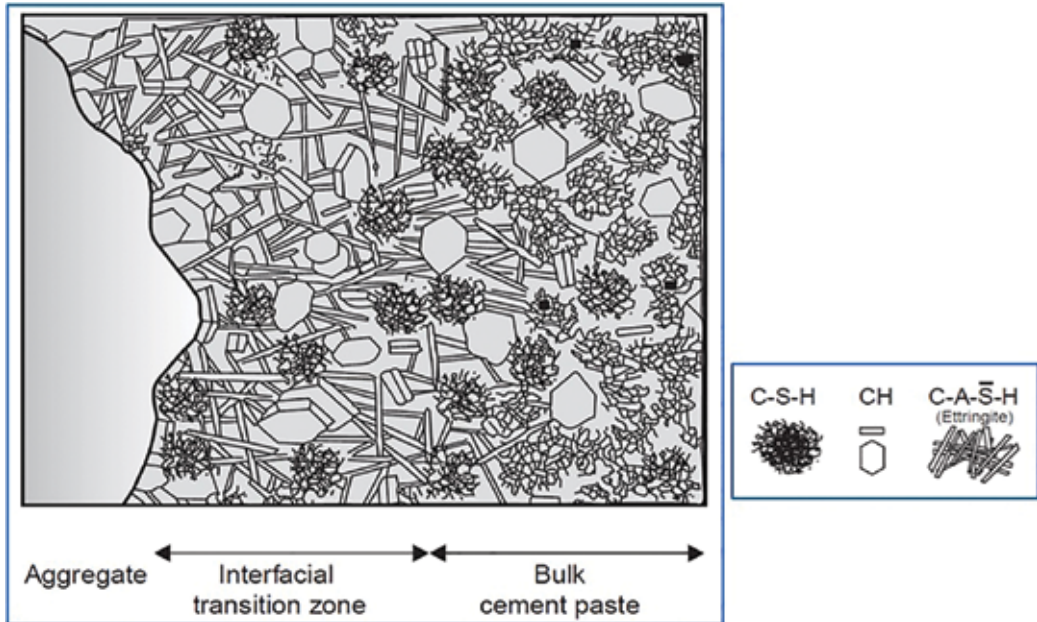 Aggregate
Interfacial
transition zone
Bulk
cement paste
C-S-H
CH
C-A-S̅-H
(Ettringite)